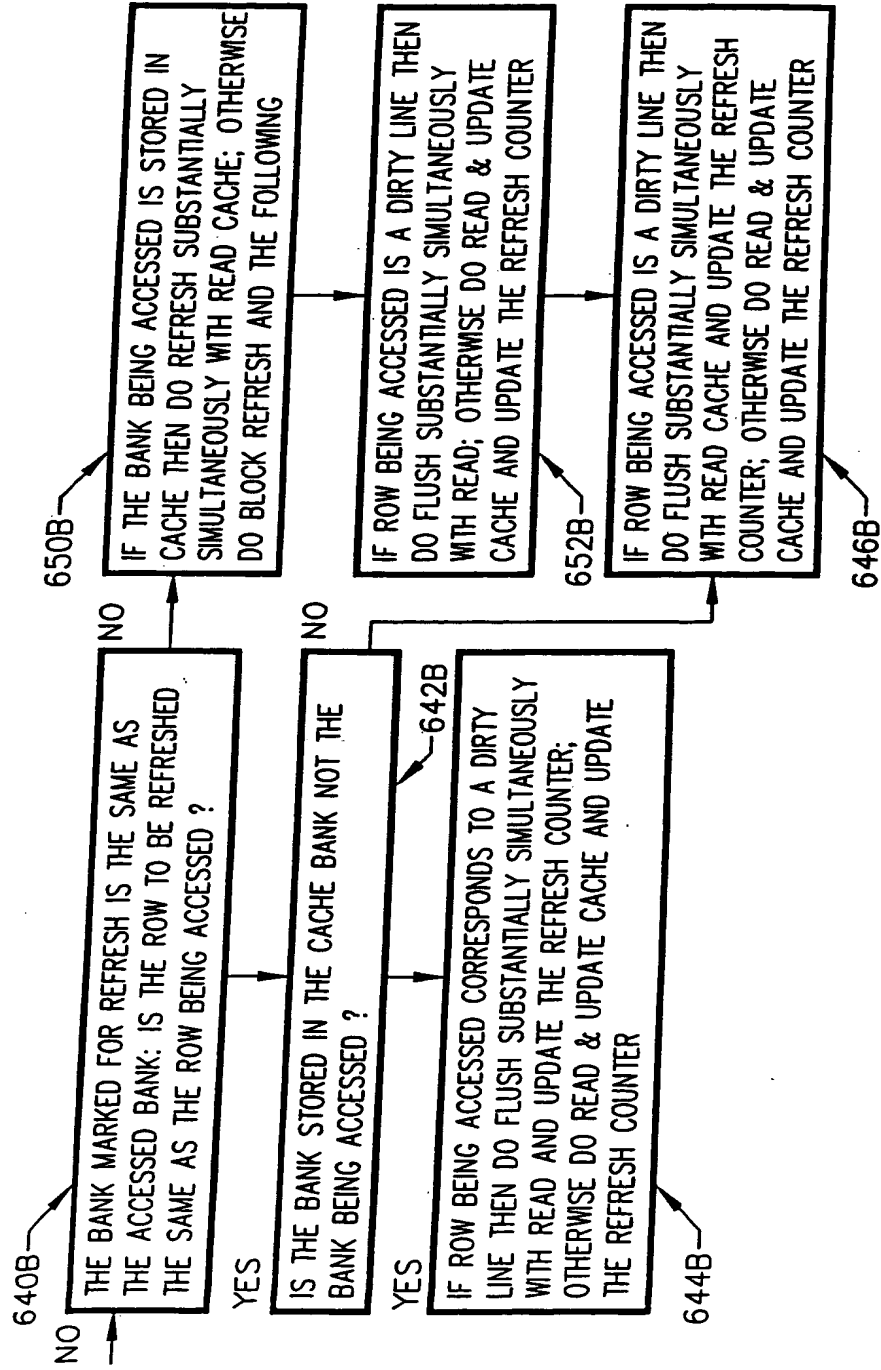 640B
NO
THE BANK MARKED FOR REFRESH IS THE SAME AS
THE ACCESSED BANK: IS THE ROW TO BE REFRESHED
THE SAME AS THE ROW BEING ACCESSED ?
NO
YES
IS THE BANK STORED IN THE CACHE BANK NOT THE
BANK BEING ACCESSED ?
NO
642B
YES
IF ROW BEING ACCESSED CORRESPONDS TO A DIRTY
LINE THEN DO FLUSH SUBSTANTIALLY SIMULTANEOUSLY
WITH READ AND UPDATE THE REFRESH COUNTER;
OTHERWISE DO READ & UPDATE CACHE AND UPDATE
THE REFRESH COUNTER
644B
650B
IF THE BANK BEING ACCESSED IS STORED IN
CACHE THEN DO REFRESH SUBSTANTIALLY
SIMULTANEOUSLY WITH READ CACHE; OTHERWISE
DO BLOCK REFRESH AND THE FOLLOWING
IF ROW BEING ACCESSED IS A DIRTY LINE THEN
DO FLUSH SUBSTANTIALLY SIMULTANEOUSLY
WITH READ; OTHERWISE DO READ & UPDATE
CACHE AND UPDATE THE REFRESH COUNTER
652B
IF ROW BEING ACCESSED IS A DIRTY LINE THEN
DO FLUSH SUBSTANTIALLY SIMULTANEOUSLY
WITH READ CACHE AND UPDATE THE REFRESH
COUNTER; OTHERWISE DO READ & UPDATE
CACHE AND UPDATE THE REFRESH COUNTER
646B